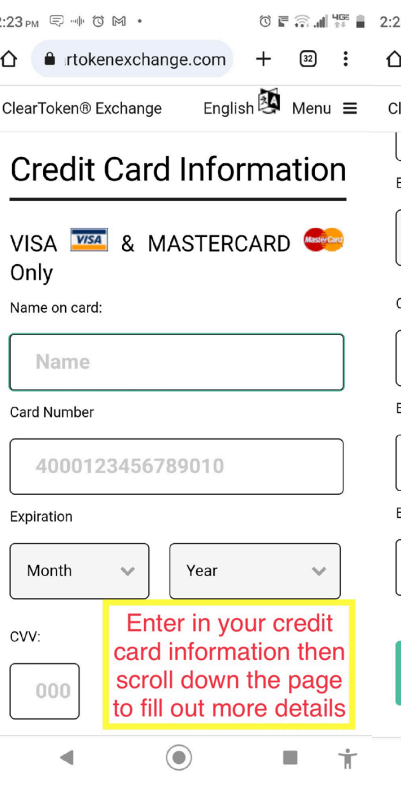 2:23 PM
4GE
2:2
rtokenexchange.com
32
ClearToken® Exchange English Menu
Cl
Credit Card Information
VISA VISA & MASTERCARD MasterCard
Only
Name on card:
Name
Card Number
4000123456789010
Expiration
Month Year
CVV:
000
Enter in your credit
card information then
scroll down the page
to fill out more details